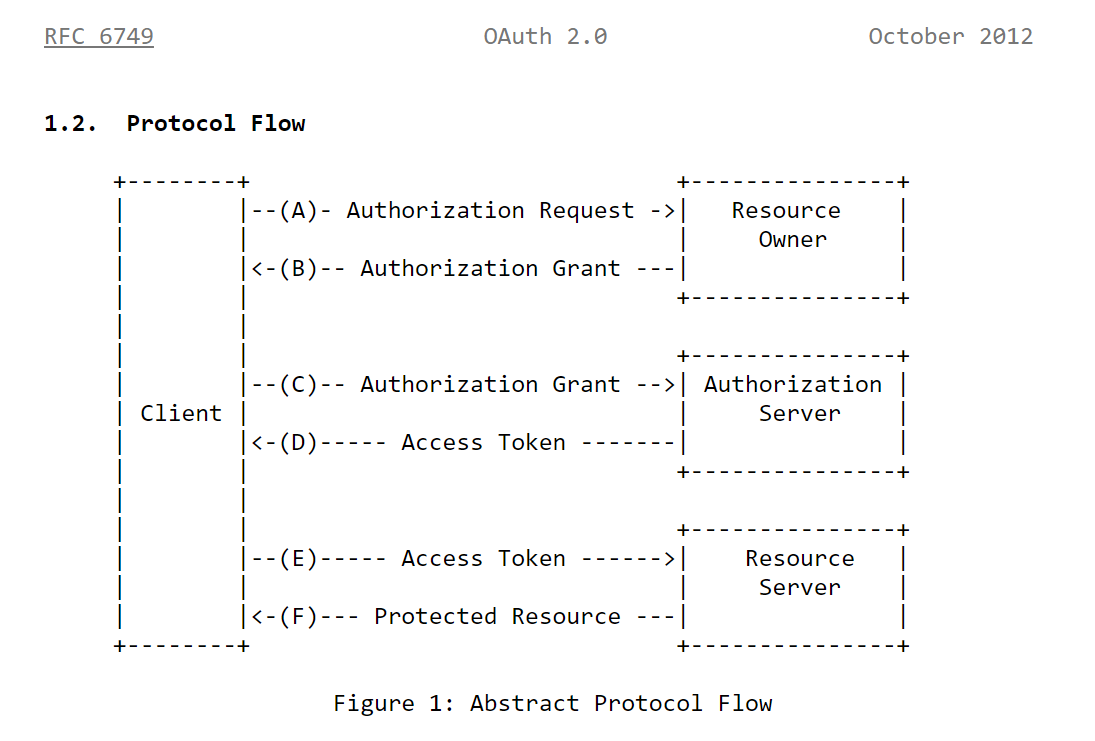 RFC 6749                        OAuth 2.0                   October 2012
1.2.  Protocol Flow
     +--------+                               +---------------+
     |        |--(A)- Authorization Request ->|   Resource    |
     |        |                               |     Owner     |
     |        |<-(B)-- Authorization Grant ---|               |
     |        |                               +---------------+
     |        |
     |        |                               +---------------+
     |        |--(C)-- Authorization Grant -->| Authorization |
     | Client |                               |     Server    |
     |        |<-(D)----- Access Token -------|               |
     |        |                               +---------------+
     |        |
     |        |                               +---------------+
     |        |--(E)----- Access Token ------>|    Resource   |
     |        |                               |     Server    |
     |        |<-(F)--- Protected Resource ---|               |
     +--------+                               +---------------+
                     Figure 1: Abstract Protocol Flow